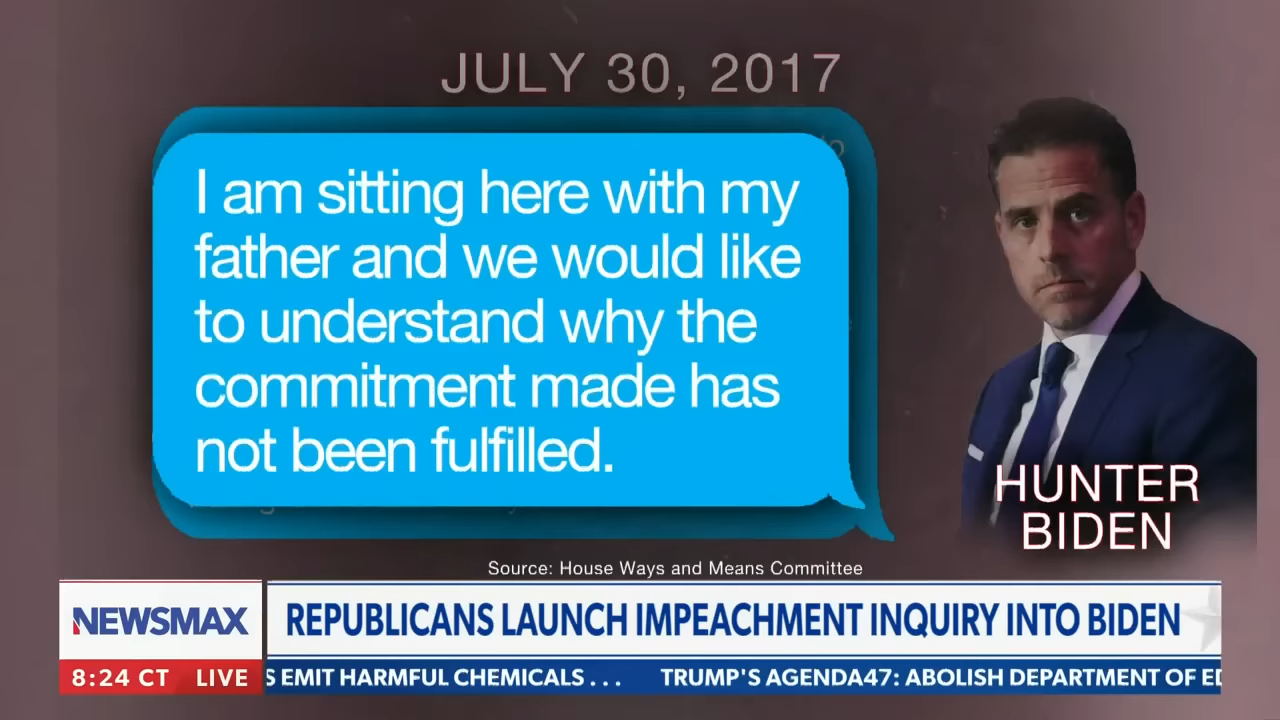 JULY 30, 2017
I am sitting here with my
father and we would like
to understand why the
commitment made has
not been fulfilled.
HUNTER
BIDEN
Source: House Ways and Means Committee
NEWSMAX
REPUBLICANS LAUNCH IMPEACHMENT INQUIRY INTO BIDEN
8:24 CT LIVE
EMIT HARMFUL CHEMICALS . . . TRUMP'S AGENDA47: ABOLISH DEPARTMENT OF